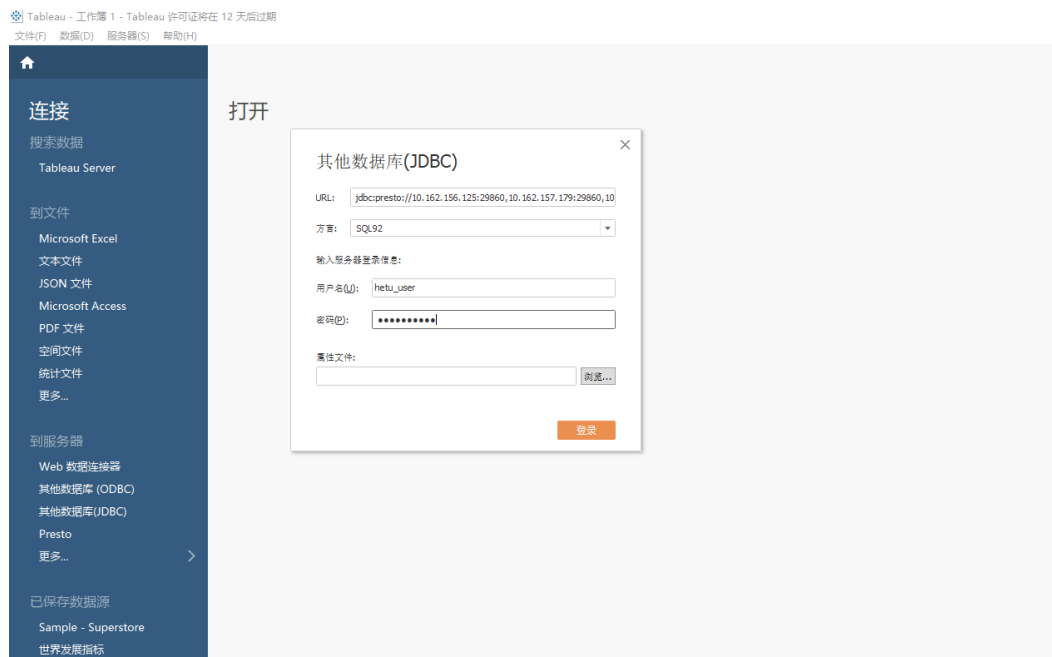 Tableau - 工作簿 1 - Tableau 许可证将在 12 天后过期
文件(F) 数据(D) 服务器(S) 帮助(H)
连接
搜索数据
Tableau Server
到文件
Microsoft Excel
文本文件
JSON 文件
Microsoft Access
PDF 文件
空间文件
统计文件
更多...
到服务器
Web 数据连接器
其他数据库 (ODBC)
其他数据库(JDBC)
Presto
更多...
已保存数据源
Sample - Superstore
世界发展指标
打开
其他数据库(JDBC)
URL: jdbc:presto://10.162.156.125:29860,10.162.157.179:29860,10
方言: SQL92
输入服务器登录信息:
用户名(U): hetu_user
密码(P): ●●●●●●●●●●
属性文件:
浏览...
登录